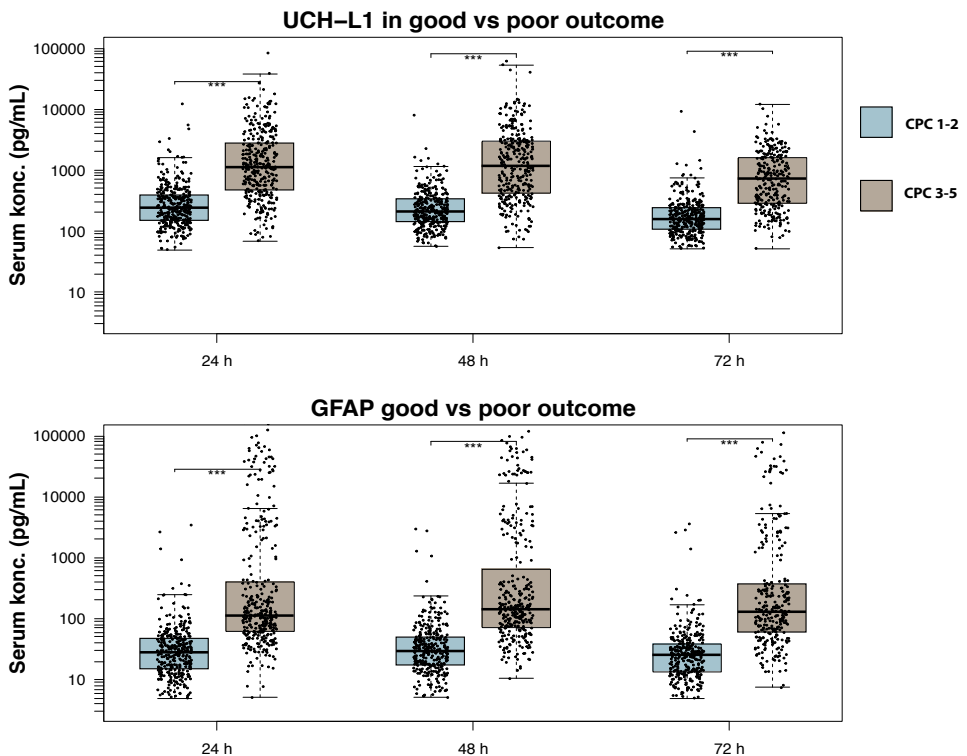 UCH–L1 in good vs poor outcome
Serum konc. (pg/mL)
100000
10000
1000
100
10
***
***
***
24 h
48 h
72 h
CPC 1-2
CPC 3-5
GFAP good vs poor outcome
Serum konc. (pg/mL)
100000
10000
1000
100
10
***
***
***
24 h
48 h
72 h